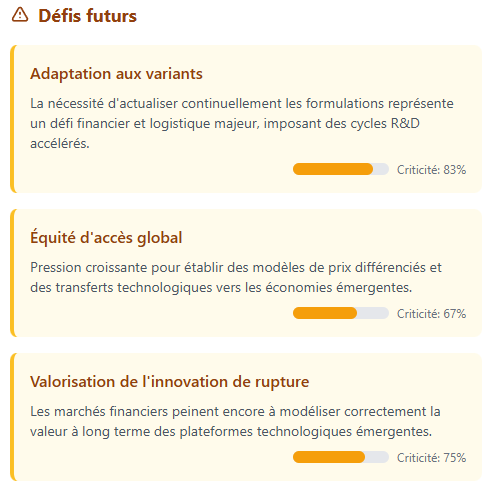 Défis futurs
Adaptation aux variants
La nécessité d'actualiser continuellement les formulations représente
un défi financier et logistique majeur, imposant des cycles R&D
accélérés.
Criticité: 83%
Équité d'accès global
Pression croissante pour établir des modèles de prix différenciés et
des transferts technologiques vers les économies émergentes.
Criticité: 67%
Valorisation de l'innovation de rupture
Les marchés financiers peinent encore à modéliser correctement la
valeur à long terme des plateformes technologiques émergentes.
Criticité: 75%